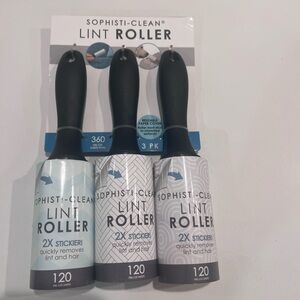 SOPHISTI-CLEAN®
LINT ROLLER
360
3 PK
SOPHISTI-CLEAN
LINT
ROLLER
2X STICKIER!
quickly removes
lint and hair
120
SOPHISTI-CLEAN
LINT
ROLLER
2X STICKIER!
quickly removes
lint and hair
120
SOPHISTI-CLEAN
LINT
ROLLER
2X STICKIER!
quickly removes
lint and hair
120